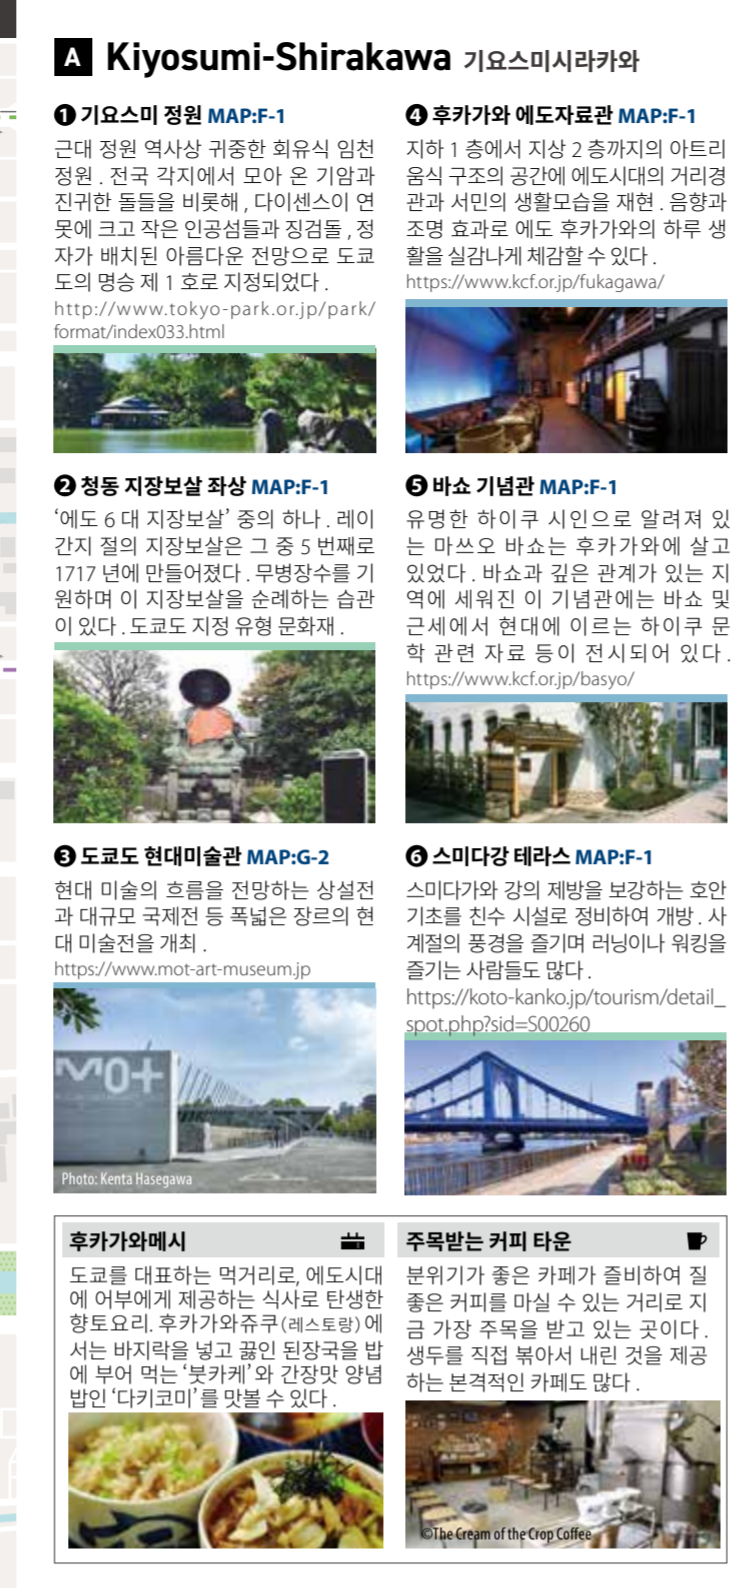 A Kiyosumi-Shirakawa 기요스미시라카와
❶ 기요스미 정원 MAP:F-1
근대 정원 역사상 귀중한 회유식 임천
정원 . 전국 각지에서 모아 온 기암과
진귀한 돌들을 비롯해 , 다이센스이 연
못에 크고 작은 인공섬들과 징검돌 , 정
자가 배치된 아름다운 전망으로 도쿄
도의 명승 제 1 호로 지정되었다 .
http://www.tokyo-park.or.jp/park/
format/index033.html
❷ 청동 지장보살 좌상 MAP:F-1
‘에도 6 대 지장보살’ 중의 하나 . 레이
간지 절의 지장보살은 그 중 5 번째로
1717 년에 만들어졌다 . 무병장수를 기
원하며 이 지장보살을 순례하는 습관
이 있다 . 도쿄도 지정 유형 문화재 .
❸ 도쿄도 현대미술관 MAP:G-2
현대 미술의 흐름을 전망하는 상설전
과 대규모 국제전 등 폭넓은 장르의 현
대 미술전을 개최 .
https://www.mot-art-museum.jp
MO+
Photo: Kenta Hasegawa
❹ 후카가와 에도자료관 MAP:F-1
지하 1 층에서 지상 2 층까지의 아트리
움식 구조의 공간에 에도시대의 거리경
관과 서민의 생활모습을 재현 . 음향과
조명 효과로 에도 후카가와의 하루 생
활을 실감나게 체감할 수 있다 .
https://www.kcf.or.jp/fukagawa/
❺ 바쇼 기념관 MAP:F-1
유명한 하이쿠 시인으로 알려져 있
는 마쓰오 바쇼는 후카가와에 살고
있었다 . 바쇼과 깊은 관계가 있는 지
역에 세워진 이 기념관에는 바쇼 및
근세에서 현대에 이르는 하이쿠 문
학 관련 자료 등이 전시되어 있다 .
https://www.kcf.or.jp/basyo/
❻ 스미다강 테라스 MAP:F-1
스미다가와 강의 제방을 보강하는 호안
기초를 친수 시설로 정비하여 개방 . 사
계절의 풍경을 즐기며 러닝이나 워킹을
즐기는 사람들도 많다 .
https://koto-kanko.jp/tourism/detail_
spot.php?sid=S00260
후카가와메시
도쿄를 대표하는 먹거리로, 에도시대
에 어부에게 제공하는 식사로 탄생한
향토요리. 후카가와쥬쿠(레스토랑)에
서는 바지락을 넣고 끓인 된장국을 밥
에 부어 먹는 ‘붓카케’와 간장맛 양념
밥인 ‘다키코미’를 맛볼 수 있다 .
주목받는 커피 타운
분위기가 좋은 카페가 즐비하여 질
좋은 커피를 마실 수 있는 거리로 지
금 가장 주목을 받고 있는 곳이다 .
생두를 직접 볶아서 내린 것을 제공
하는 본격적인 카페도 많다 .
©The Cream of the Crop Coffee